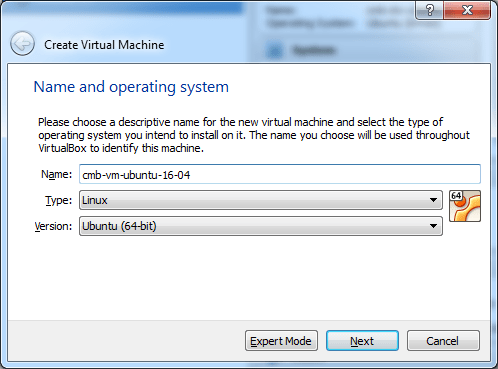 Create Virtual Machine
Name and operating system
Please choose a descriptive name for the new virtual machine and select the type of
operating system you intend to install on it. The name you choose will be used throughout
VirtualBox to identify this machine.
Name: cmb-vm-ubuntu-16-04
Type: Linux
64
Version: Ubuntu (64-bit)
Expert Mode Next Cancel